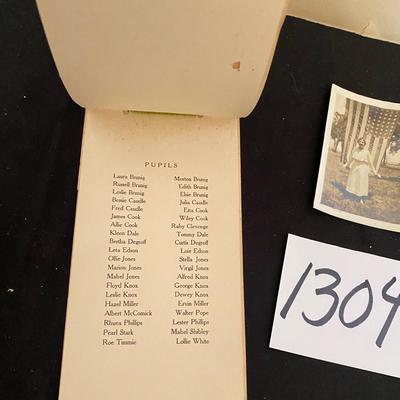 PUPILS
Laura Brunig
Russell Brunig
Leslie Brunig
Bessie Caudle
Fred Caudle
James Cook
Allie Cook
Kleon Dale
Bertha Degroff
Leta Edson
Ollie Jones
Marion Jones
Mabel Jones
Floyd Knox
Leslie Knox
Hazel Miller
Albert McComick
Rhuea Phillips
Pearl Stark
Roe Timmie
Morton Brunig
Edith Brunig
Elsie Brunig
Julia Caudle
Etta Cook
Wiley Cook
Ruby Clevenge
Tommy Dale
Curtis Degroff
Loie Edson
Stella Jones
Virgil Jones
Alfred Knox
George Knox
Dewey Knox
Ervin Miller
Walter Pope
Lester Phillips
Mabel Shibley
Lollie White
1304